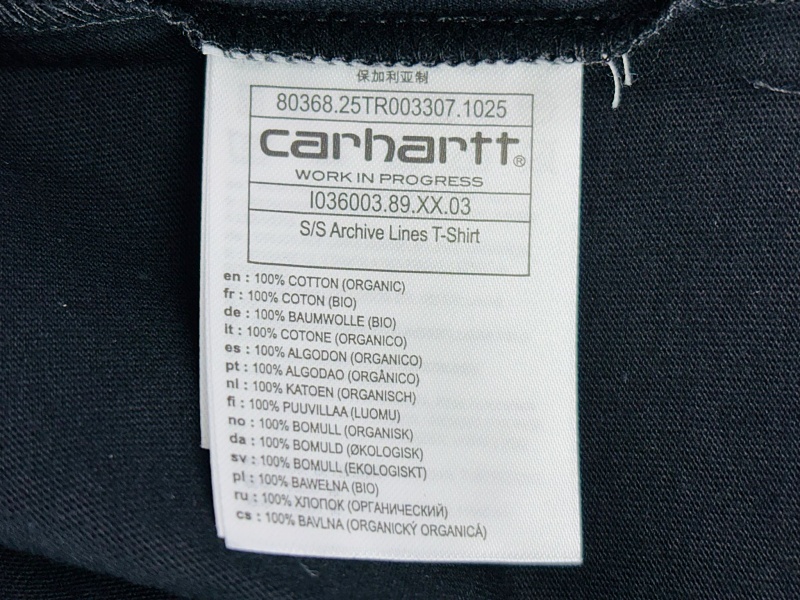 保加利亚制
80368.25TR003307.1025
carhartt®
WORK IN PROGRESS
I036003.89.XX.03
S/S Archive Lines T-Shirt
en : 100% COTTON (ORGANIC)
fr : 100% COTON (BIO)
de : 100% BAUMWOLLE (BIO)
it : 100% COTONE (ORGANICO)
es : 100% ALGODON (ORGANICO)
pt : 100% ALGODAO (ORGÂNICO)
nl : 100% KATOEN (ORGANISCH)
fi : 100% PUUVILLAA (LUOMU)
no : 100% BOMULL (ORGANISK)
da : 100% BOMULD (ØKOLOGISK)
sv : 100% BOMULL (EKOLOGISKT)
pl : 100% BAWEŁNA (BIO)
ru : 100% ХЛОПОК (ОРГАНИЧЕСКИЙ)
cs : 100% BAVLNA (ORGANICKÝ ORGANICÁ)